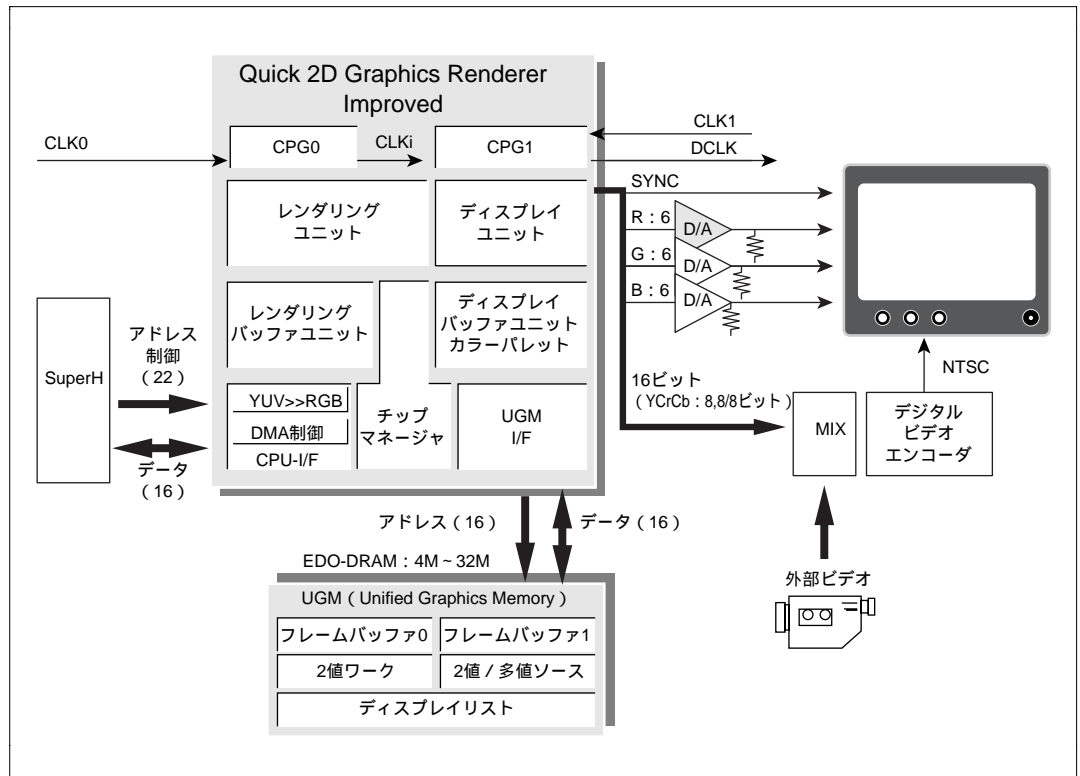 Quick 2D Graphics Renderer
Improved
CLK0
CPG0
CLKi
CPG1
CLK1
DCLK
SYNC
レンダリング
ユニット
ディスプレイ
ユニット
R：6
D/A
G：6
D/A
B：6
D/A
レンダリング
バッファユニット
ディスプレイ
バッファユニット
カラーパレット
SuperH
アドレス
制御
（22）
データ
（16）
YUV>>RGB
DMA制御
CPU-I/F
チップ
マネージャ
UGM
I/F
16ビット
（YCrCb：8,8/8ビット）
MIX
NTSC
デジタル
ビデオ
エンコーダ
アドレス（16）
データ（16）
EDO-DRAM：4M～32M
外部ビデオ
UGM（Unified Graphics Memory）
フレームバッファ0
フレームバッファ1
2値ワーク
2値 / 多値ソース
ディスプレイリスト